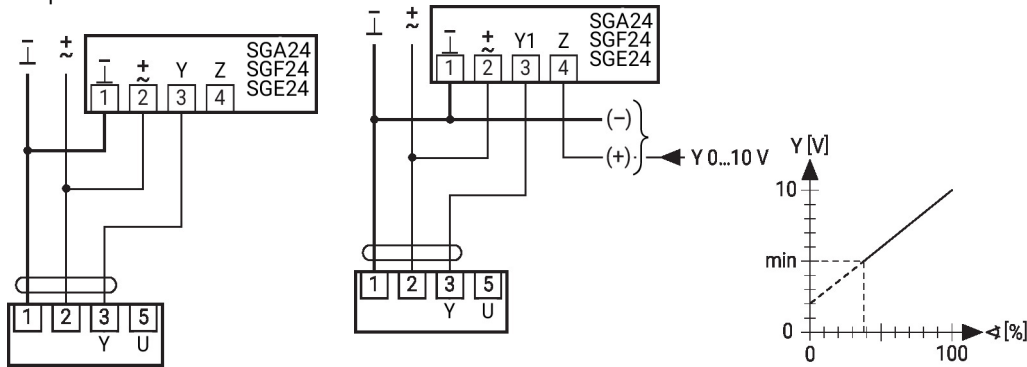 − + ~
SGA24
SGF24
SGE24
− + ~ Y Z
1 2 3 4
1 2 3 5
Y U
− + ~
SGA24
SGF24
SGE24
− + ~ Y1 Z
1 2 3 4
(−)
(+)
Y 0...10 V
1 2 3 5
Y U
Y [V]
10
min
0
0 100
∢ [%]